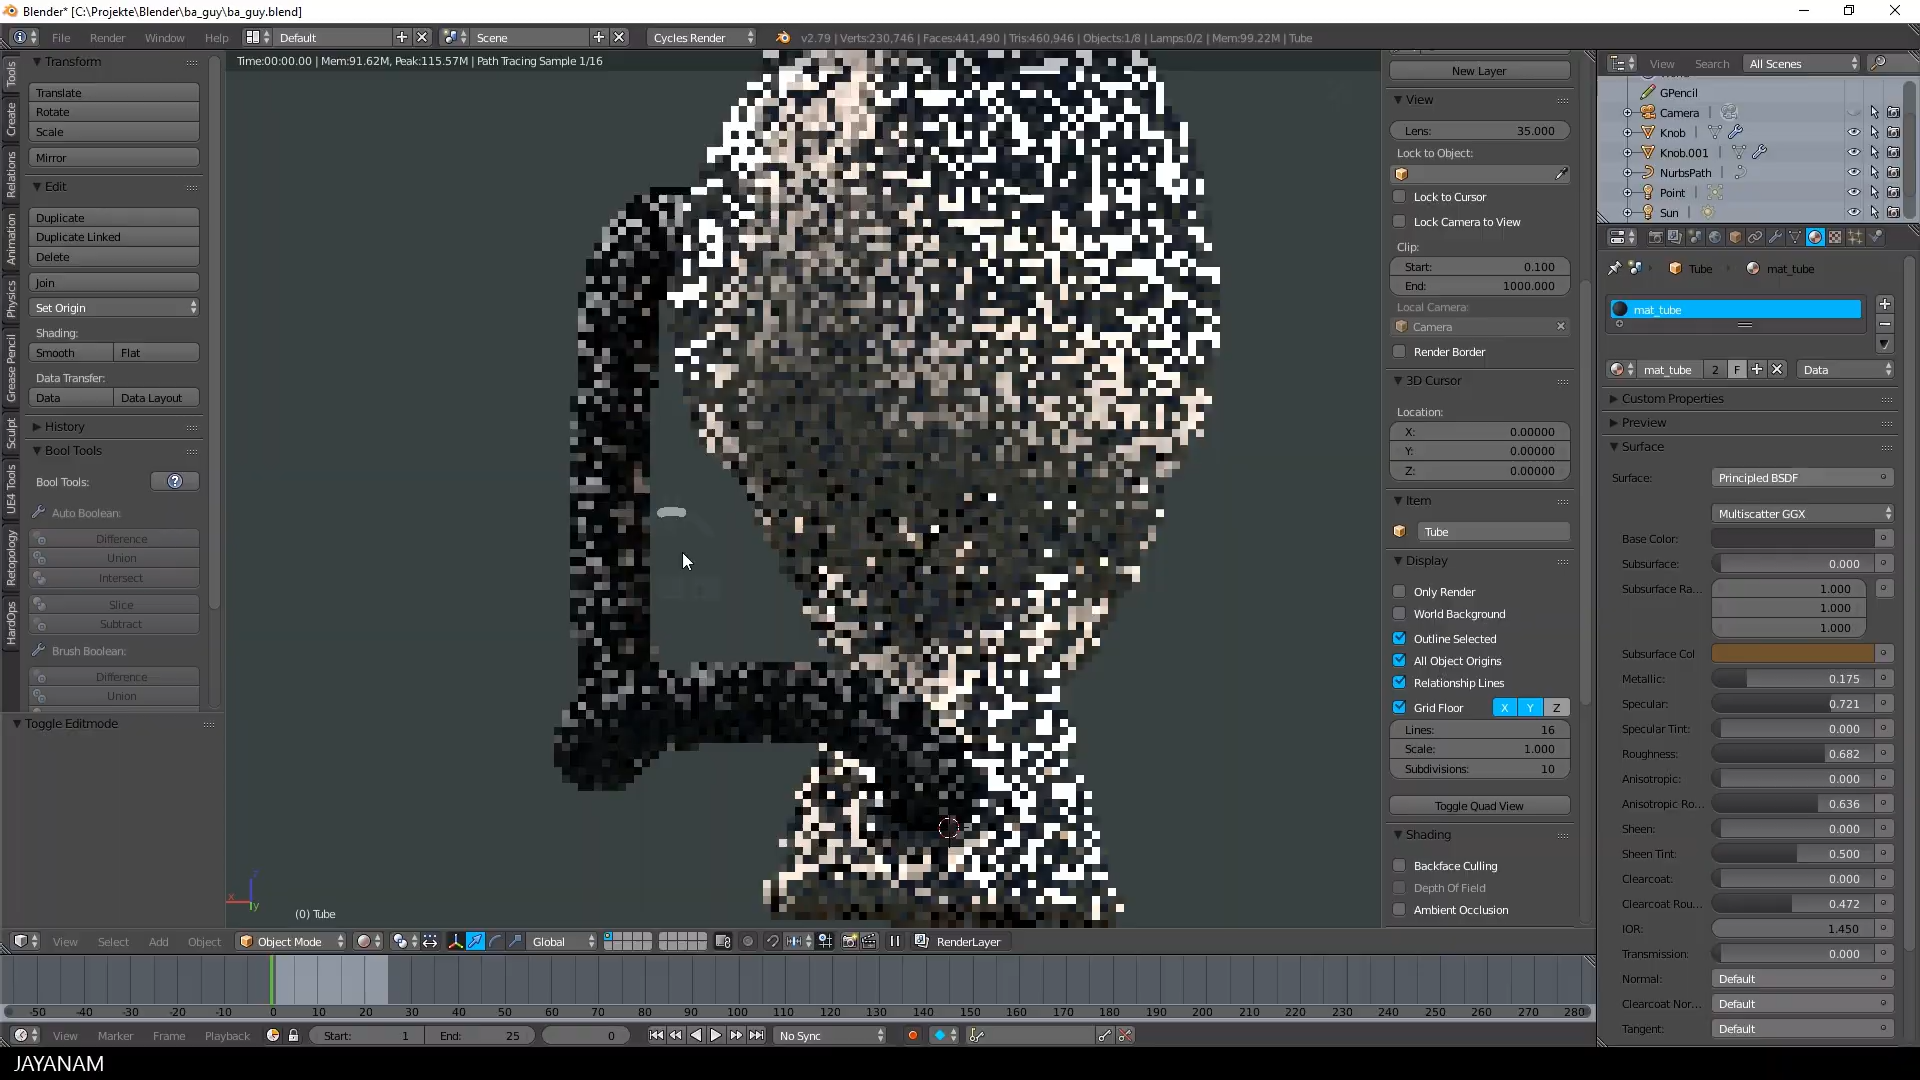 Blender* [C:\Projekte\Blender\ba_guy\ba_guy.blend]
File Render Window Help Default Scene Cycles Render v2.79 | Verts:230,746 | Faces:441,490 | Tris:460,946 | Objects:1/8 | Lamps:0/2 | Mem:99.22M | Tube
Time:00:00.00 | Mem:91.62M, Peak:115.57M | Path Tracing Sample 1/16
Tools
Create
Relations
Animation
Physics
Grease Pencil
Sculpt
UE4 Tools
Retopology
HardOps
Transform
Translate
Rotate
Scale
Mirror
Edit
Duplicate
Duplicate Linked
Delete
Join
Set Origin
Shading:
Smooth Flat
Data Transfer:
Data Data Layout
History
Bool Tools
Bool Tools: ?
Auto Boolean:
Difference
Union
Intersect
Slice
Subtract
Brush Boolean:
Difference
Union
Toggle Editmode
z
x
y
(0) Tube
New Layer
View
Lens: 35.000
Lock to Object:
Lock to Cursor
Lock Camera to View
Clip:
Start: 0.100
End: 1000.000
Local Camera:
Camera
Render Border
3D Cursor
Location:
X: 0.00000
Y: 0.00000
Z: 0.00000
Item
Tube
Display
Only Render
World Background
Outline Selected
All Object Origins
Relationship Lines
Grid Floor X Y Z
Lines: 16
Scale: 1.000
Subdivisions: 10
Toggle Quad View
Shading
Backface Culling
Depth Of Field
Ambient Occlusion
View Search All Scenes
GPencil
Camera
Knob
Knob.001
NurbsPath
Point
Sun
Tube mat_tube
mat_tube
mat_tube 2 F Data
Custom Properties
Preview
Surface
Surface: Principled BSDF
Multiscatter GGX
Base Color:
Subsurface: 0.000
Subsurface Ra... 1.000
1.000
1.000
Subsurface Col
Metallic: 0.175
Specular: 0.721
Specular Tint: 0.000
Roughness: 0.682
Anisotropic: 0.000
Anisotropic Ro... 0.636
Sheen: 0.000
Sheen Tint: 0.500
Clearcoat: 0.000
Clearcoat Rou... 0.472
IOR: 1.450
Transmission: 0.000
Normal: Default
Clearcoat Nor... Default
Tangent: Default
View Select Add Object Object Mode Global RenderLayer
-50 -40 -30 -20 -10 0 10 20 30 40 50 60 70 80 90 100 110 120 130 140 150 160 170 180 190 200 210 220 230 240 250 260 270 280
View Marker Frame Playback Start: 1 End: 25 0 No Sync
JAYANAM